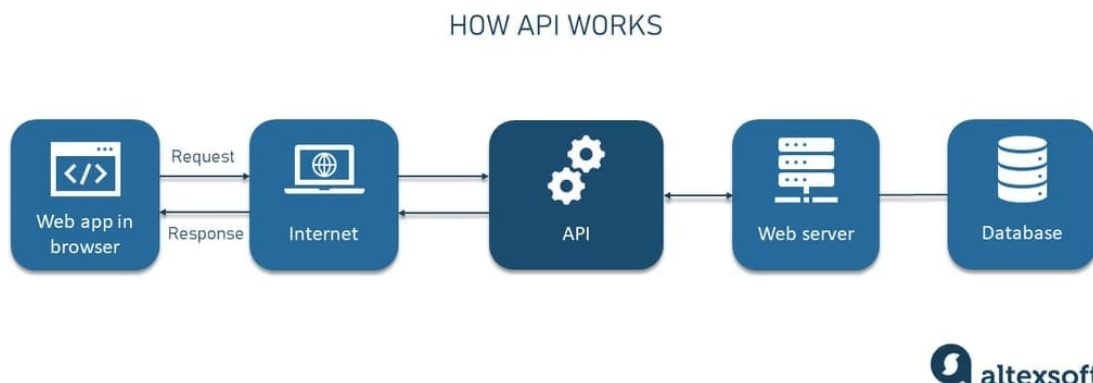 HOW API WORKS
Request
Response
Web app in
browser
Internet
API
Web server
Database
altexsoft